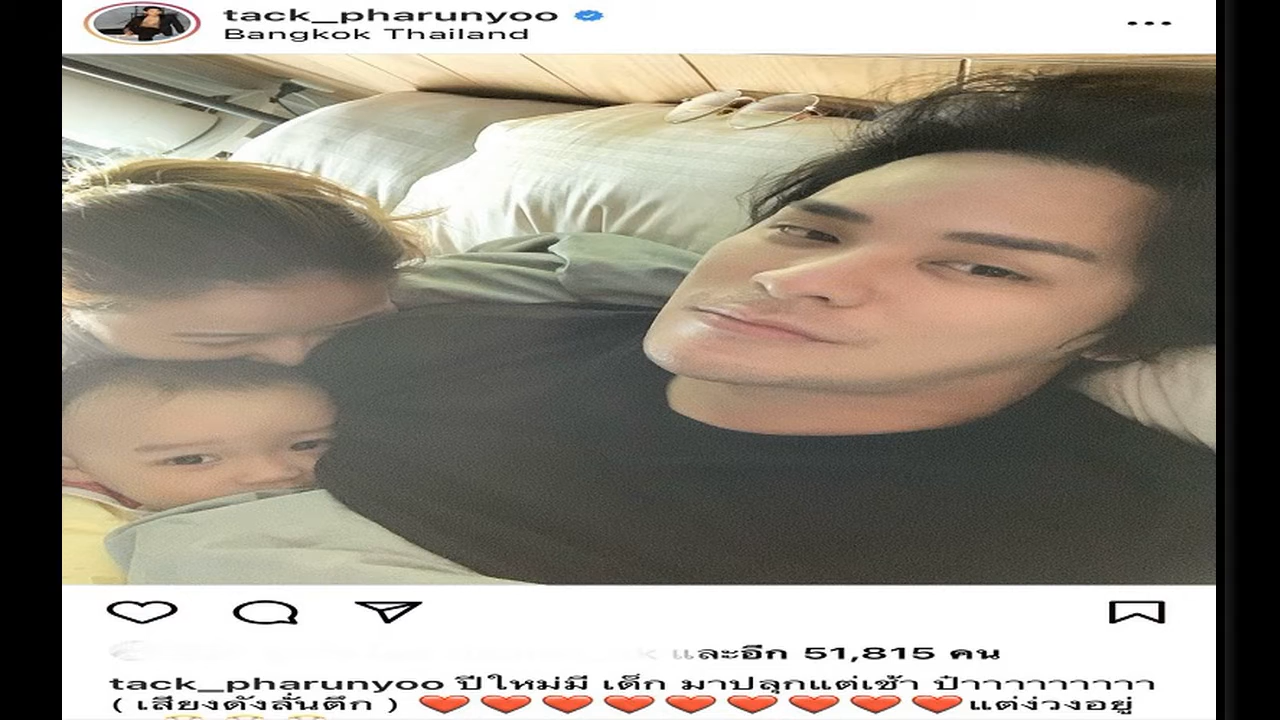 tack_pharunyoo
Bangkok Thailand
และอีก 51,815 คน
tack_pharunyoo ปีใหม่มี เด็ก มาปลุกแต่เช้า ป๋าาาาาาาาาา
( เสียงดังลั่นตึก ) ❤️❤️❤️❤️❤️❤️❤️❤️❤️แต่ง่วงอยู่